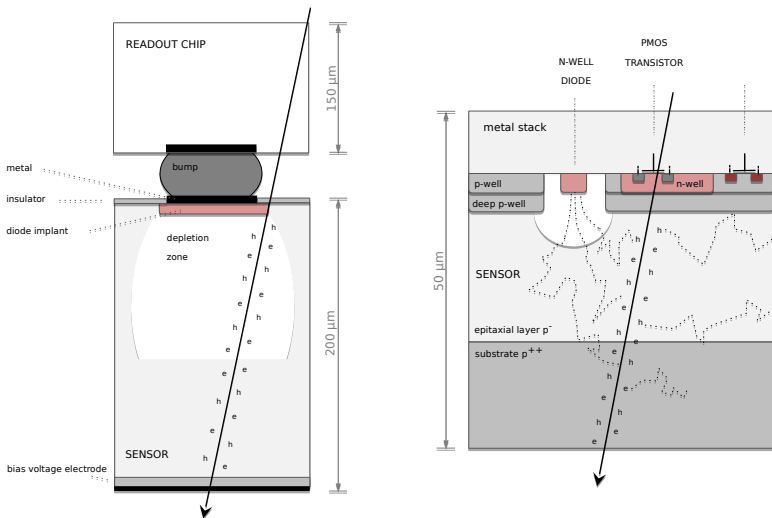 READOUT CHIP
150 µm
bump
metal
insulator
diode implant
depletion
zone
h
h
e
h
e
e
h
h
e
e
e
h
h
e
h
h
e
200 µm
SENSOR
bias voltage electrode
PMOS
TRANSISTOR
N-WELL
DIODE
metal stack
p-well
n-well
deep p-well
50 µm
SENSOR
h
e
h
e
e
h
h
e
h
e
epitaxial layer p-
substrate p++
e
h
h
e
e
h
h
e
e